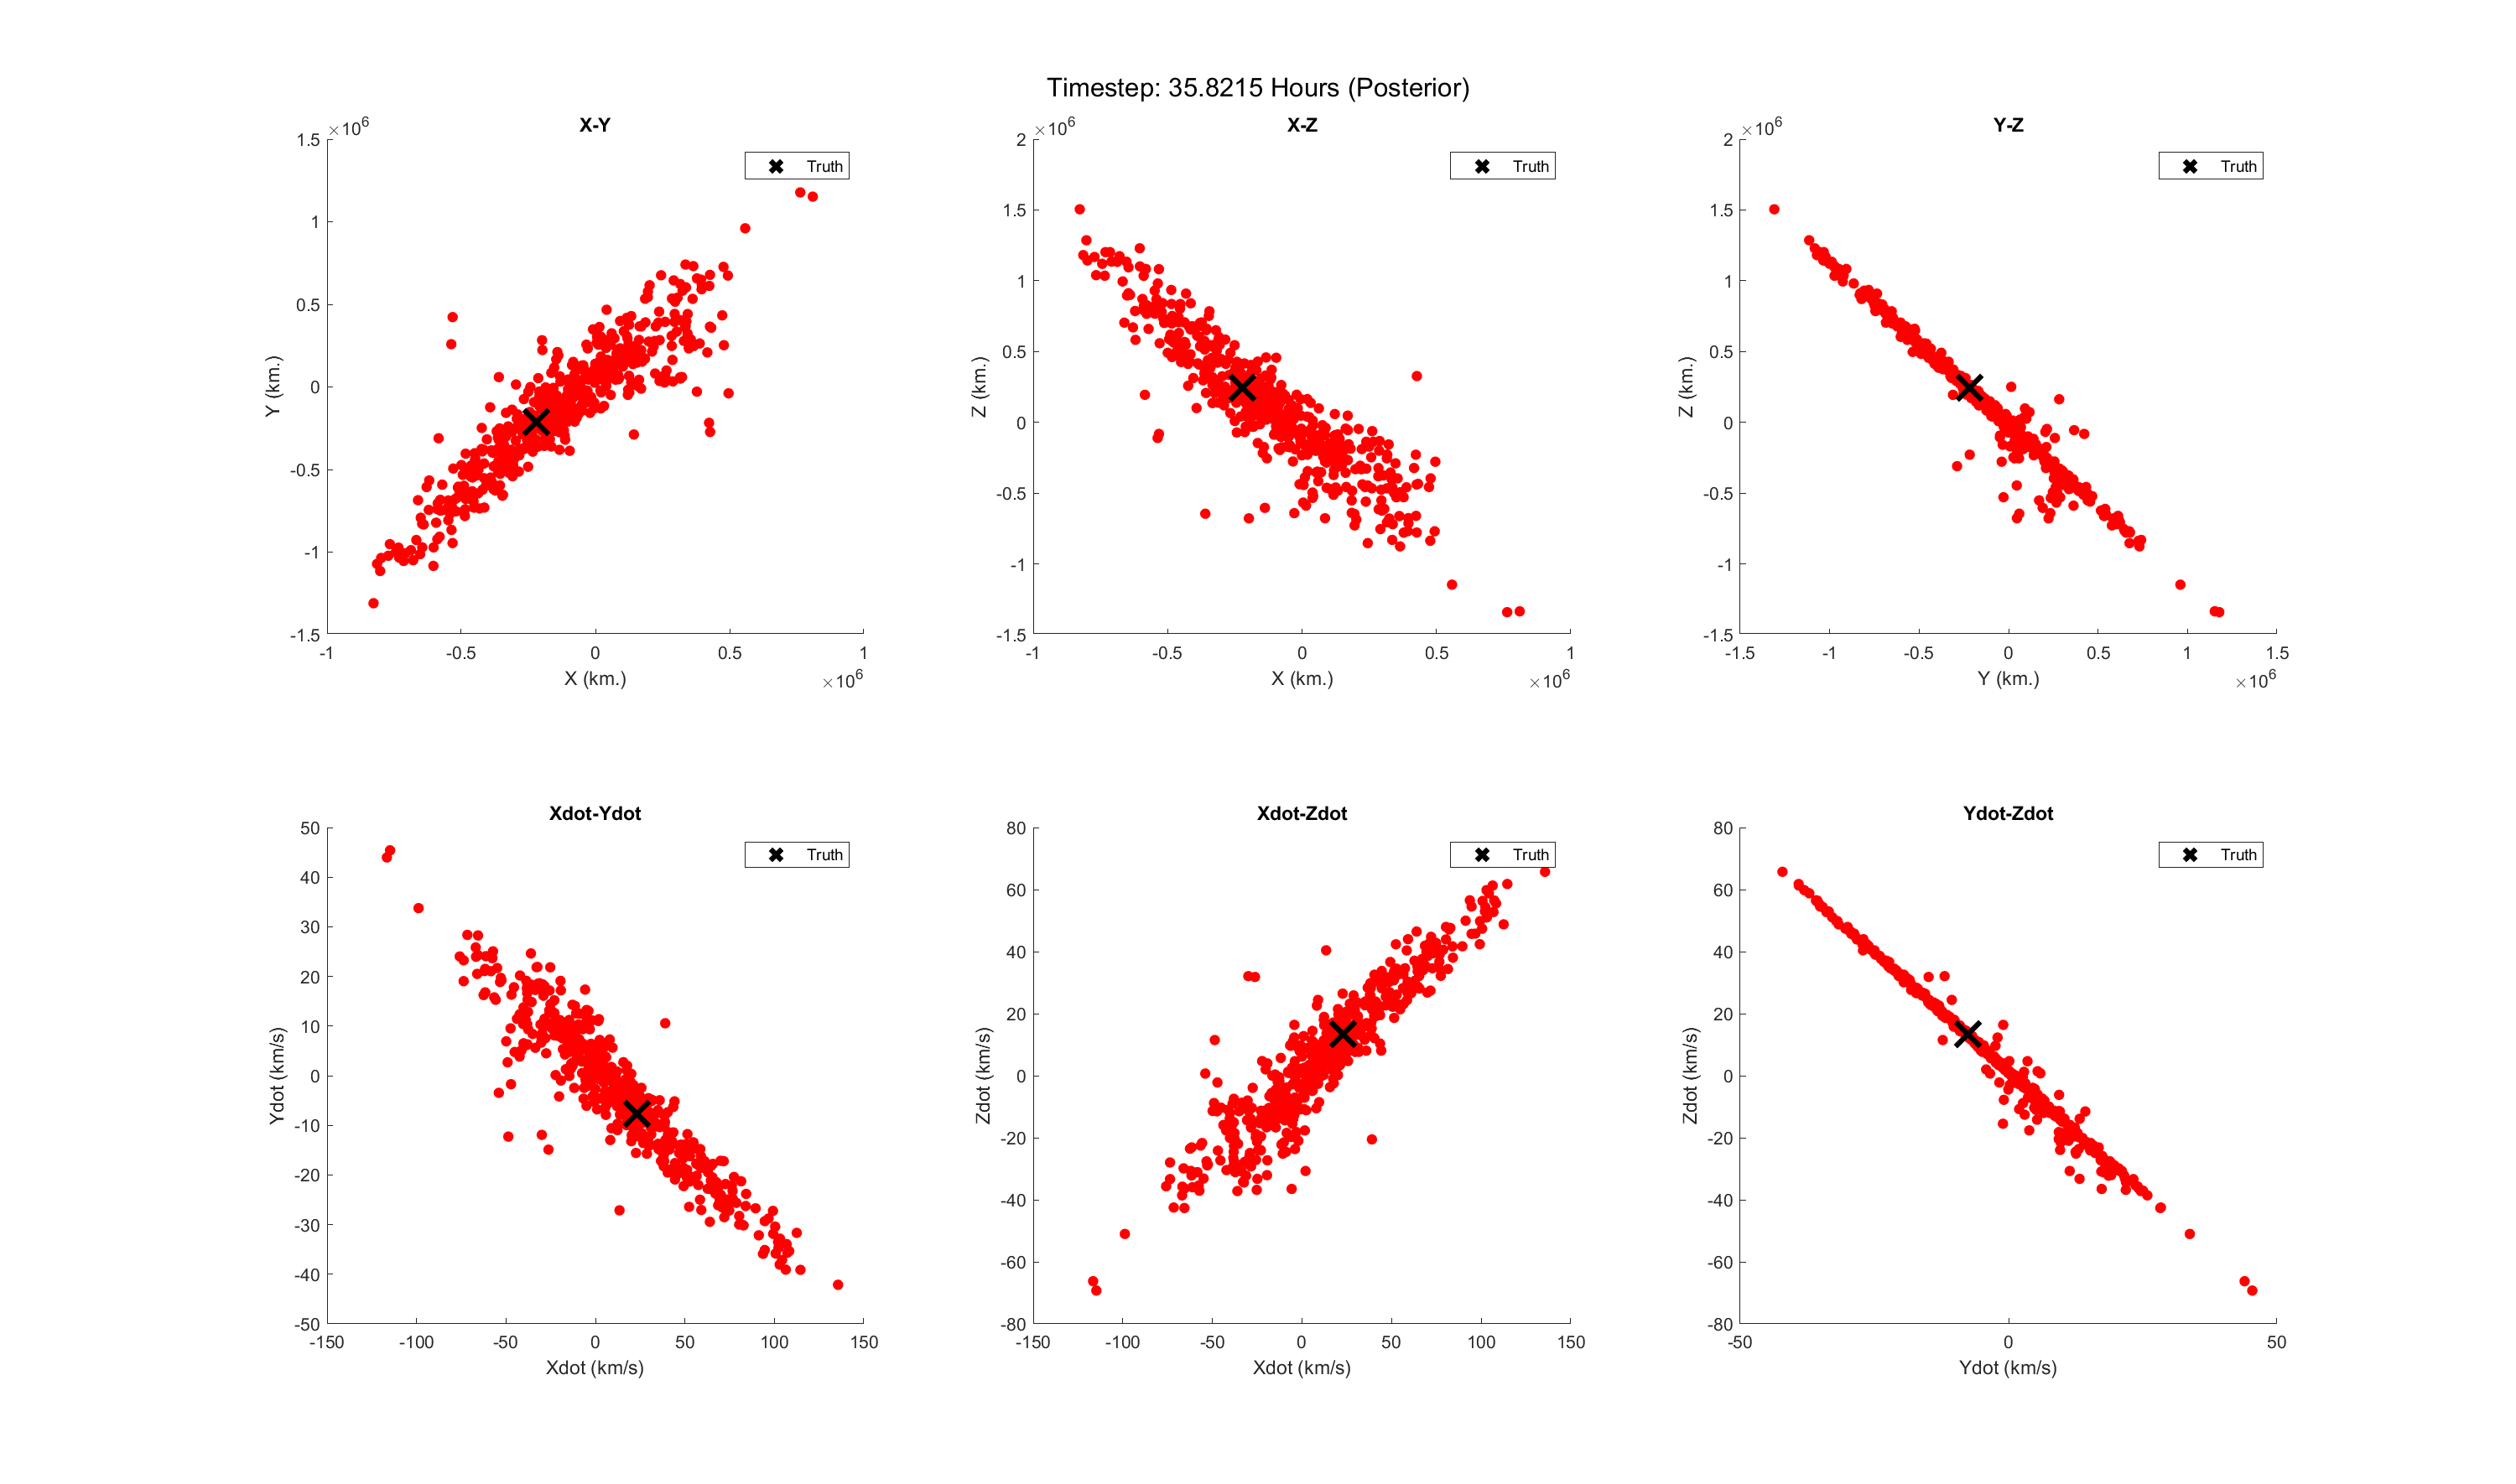 Timestep: 35.8215 Hours (Posterior)
X-Y
×10^6
1.5
1
0.5
0
-0.5
-1
-1.5
Y (km.)
-1 -0.5 0 0.5 1
X (km.)
×10^6
Truth
X-Z
×10^6
2
1.5
1
0.5
0
-0.5
-1
-1.5
Z (km.)
-1 -0.5 0 0.5 1
X (km.)
×10^6
Truth
Y-Z
×10^6
2
1.5
1
0.5
0
-0.5
-1
-1.5
Z (km.)
-1.5 -1 -0.5 0 0.5 1 1.5
Y (km.)
×10^6
Truth
Xdot-Ydot
50
40
30
20
10
0
-10
-20
-30
-40
-50
Ydot (km/s)
-150 -100 -50 0 50 100 150
Xdot (km/s)
Truth
Xdot-Zdot
80
60
40
20
0
-20
-40
-60
-80
Zdot (km/s)
-150 -100 -50 0 50 100 150
Xdot (km/s)
Truth
Ydot-Zdot
80
60
40
20
0
-20
-40
-60
-80
Zdot (km/s)
-50 0 50
Ydot (km/s)
Truth